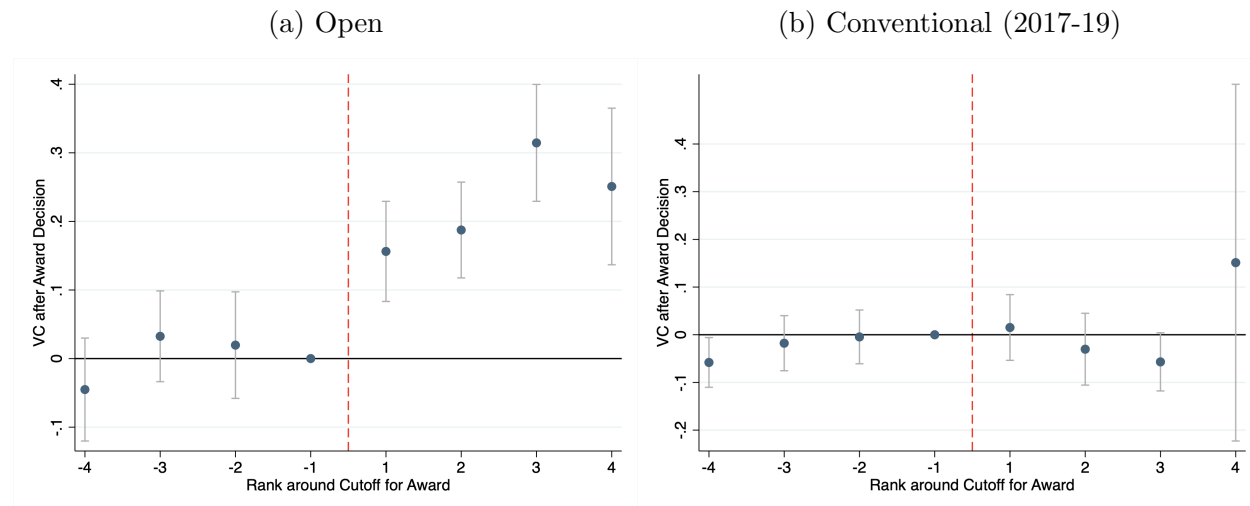 (a) Open
.4
.3
.2
.1
0
-.1
VC after Award Decision
-4 -3 -2 -1 1 2 3 4
Rank around Cutoff for Award
(b) Conventional (2017-19)
.4
.3
.2
.1
0
-.1
-.2
VC after Award Decision
-4 -3 -2 -1 1 2 3 4
Rank around Cutoff for Award